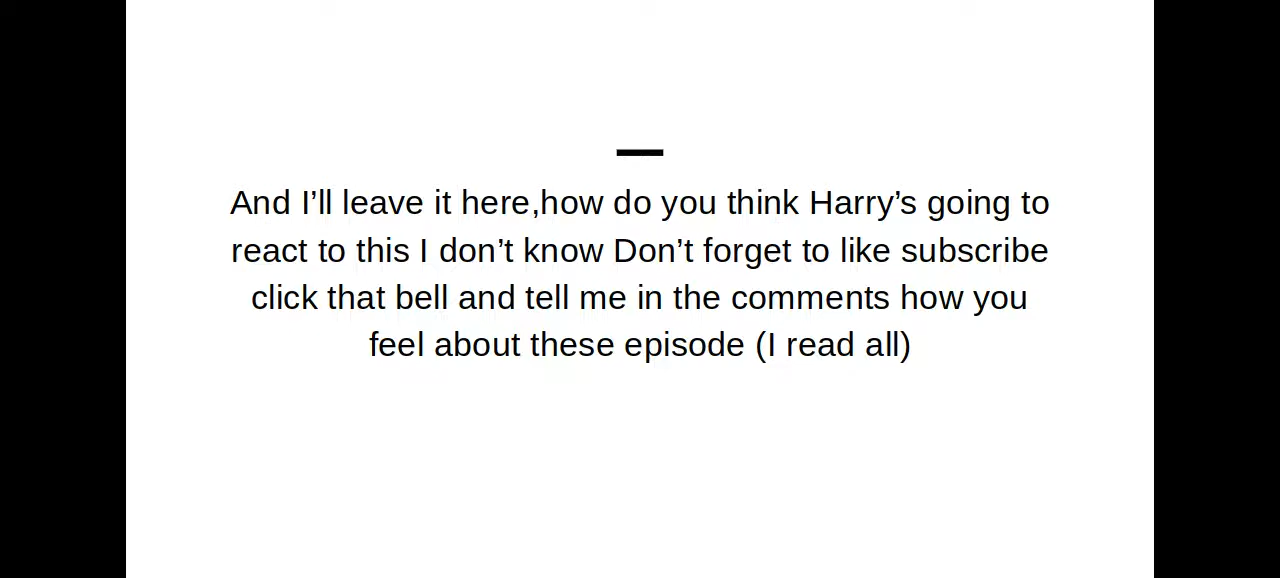 And I’ll leave it here,how do you think Harry’s going to
react to this I don’t know Don’t forget to like subscribe
click that bell and tell me in the comments how you
feel about these episode (I read all)